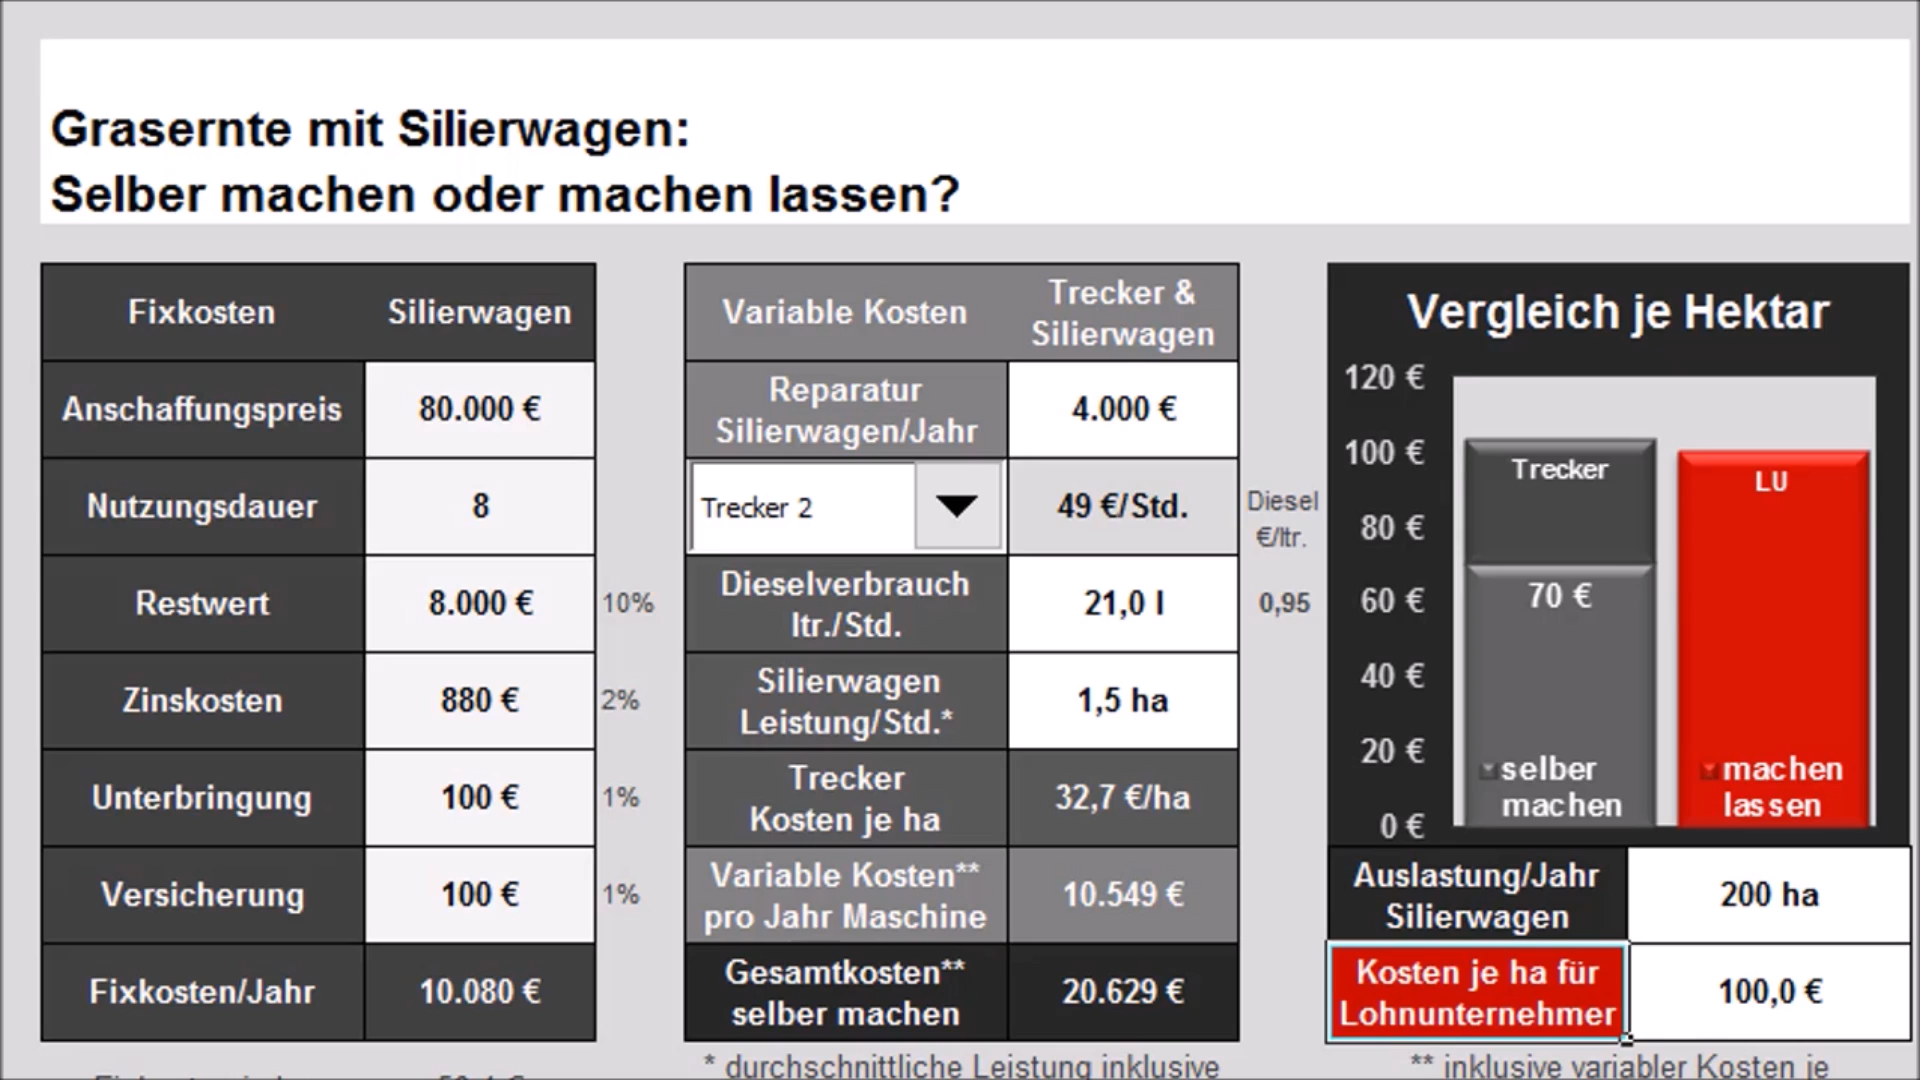 Grasernte mit Silierwagen:
Selber machen oder machen lassen?
Fixkosten Silierwagen
Anschaffungspreis 80.000 €
Nutzungsdauer 8
Restwert 8.000 € 10%
Zinskosten 880 € 2%
Unterbringung 100 € 1%
Versicherung 100 € 1%
Fixkosten/Jahr 10.080 €
Variable Kosten Trecker &
Silierwagen
Reparatur
Silierwagen/Jahr 4.000 €
Trecker 2 49 €/Std.
Diesel
€/ltr.
Dieselverbrauch
ltr./Std. 21,0 l 0,95
Silierwagen
Leistung/Std.* 1,5 ha
Trecker
Kosten je ha 32,7 €/ha
Variable Kosten**
pro Jahr Maschine 10.549 €
Gesamtkosten**
selber machen 20.629 €
* durchschnittliche Leistung inklusive
Vergleich je Hektar
120 €
100 €
80 €
60 €
40 €
20 €
0 €
Trecker
70 €
selber
machen
LU
machen
lassen
Auslastung/Jahr
Silierwagen 200 ha
Kosten je ha für
Lohnunternehmer 100,0 €
** inklusive variabler Kosten je